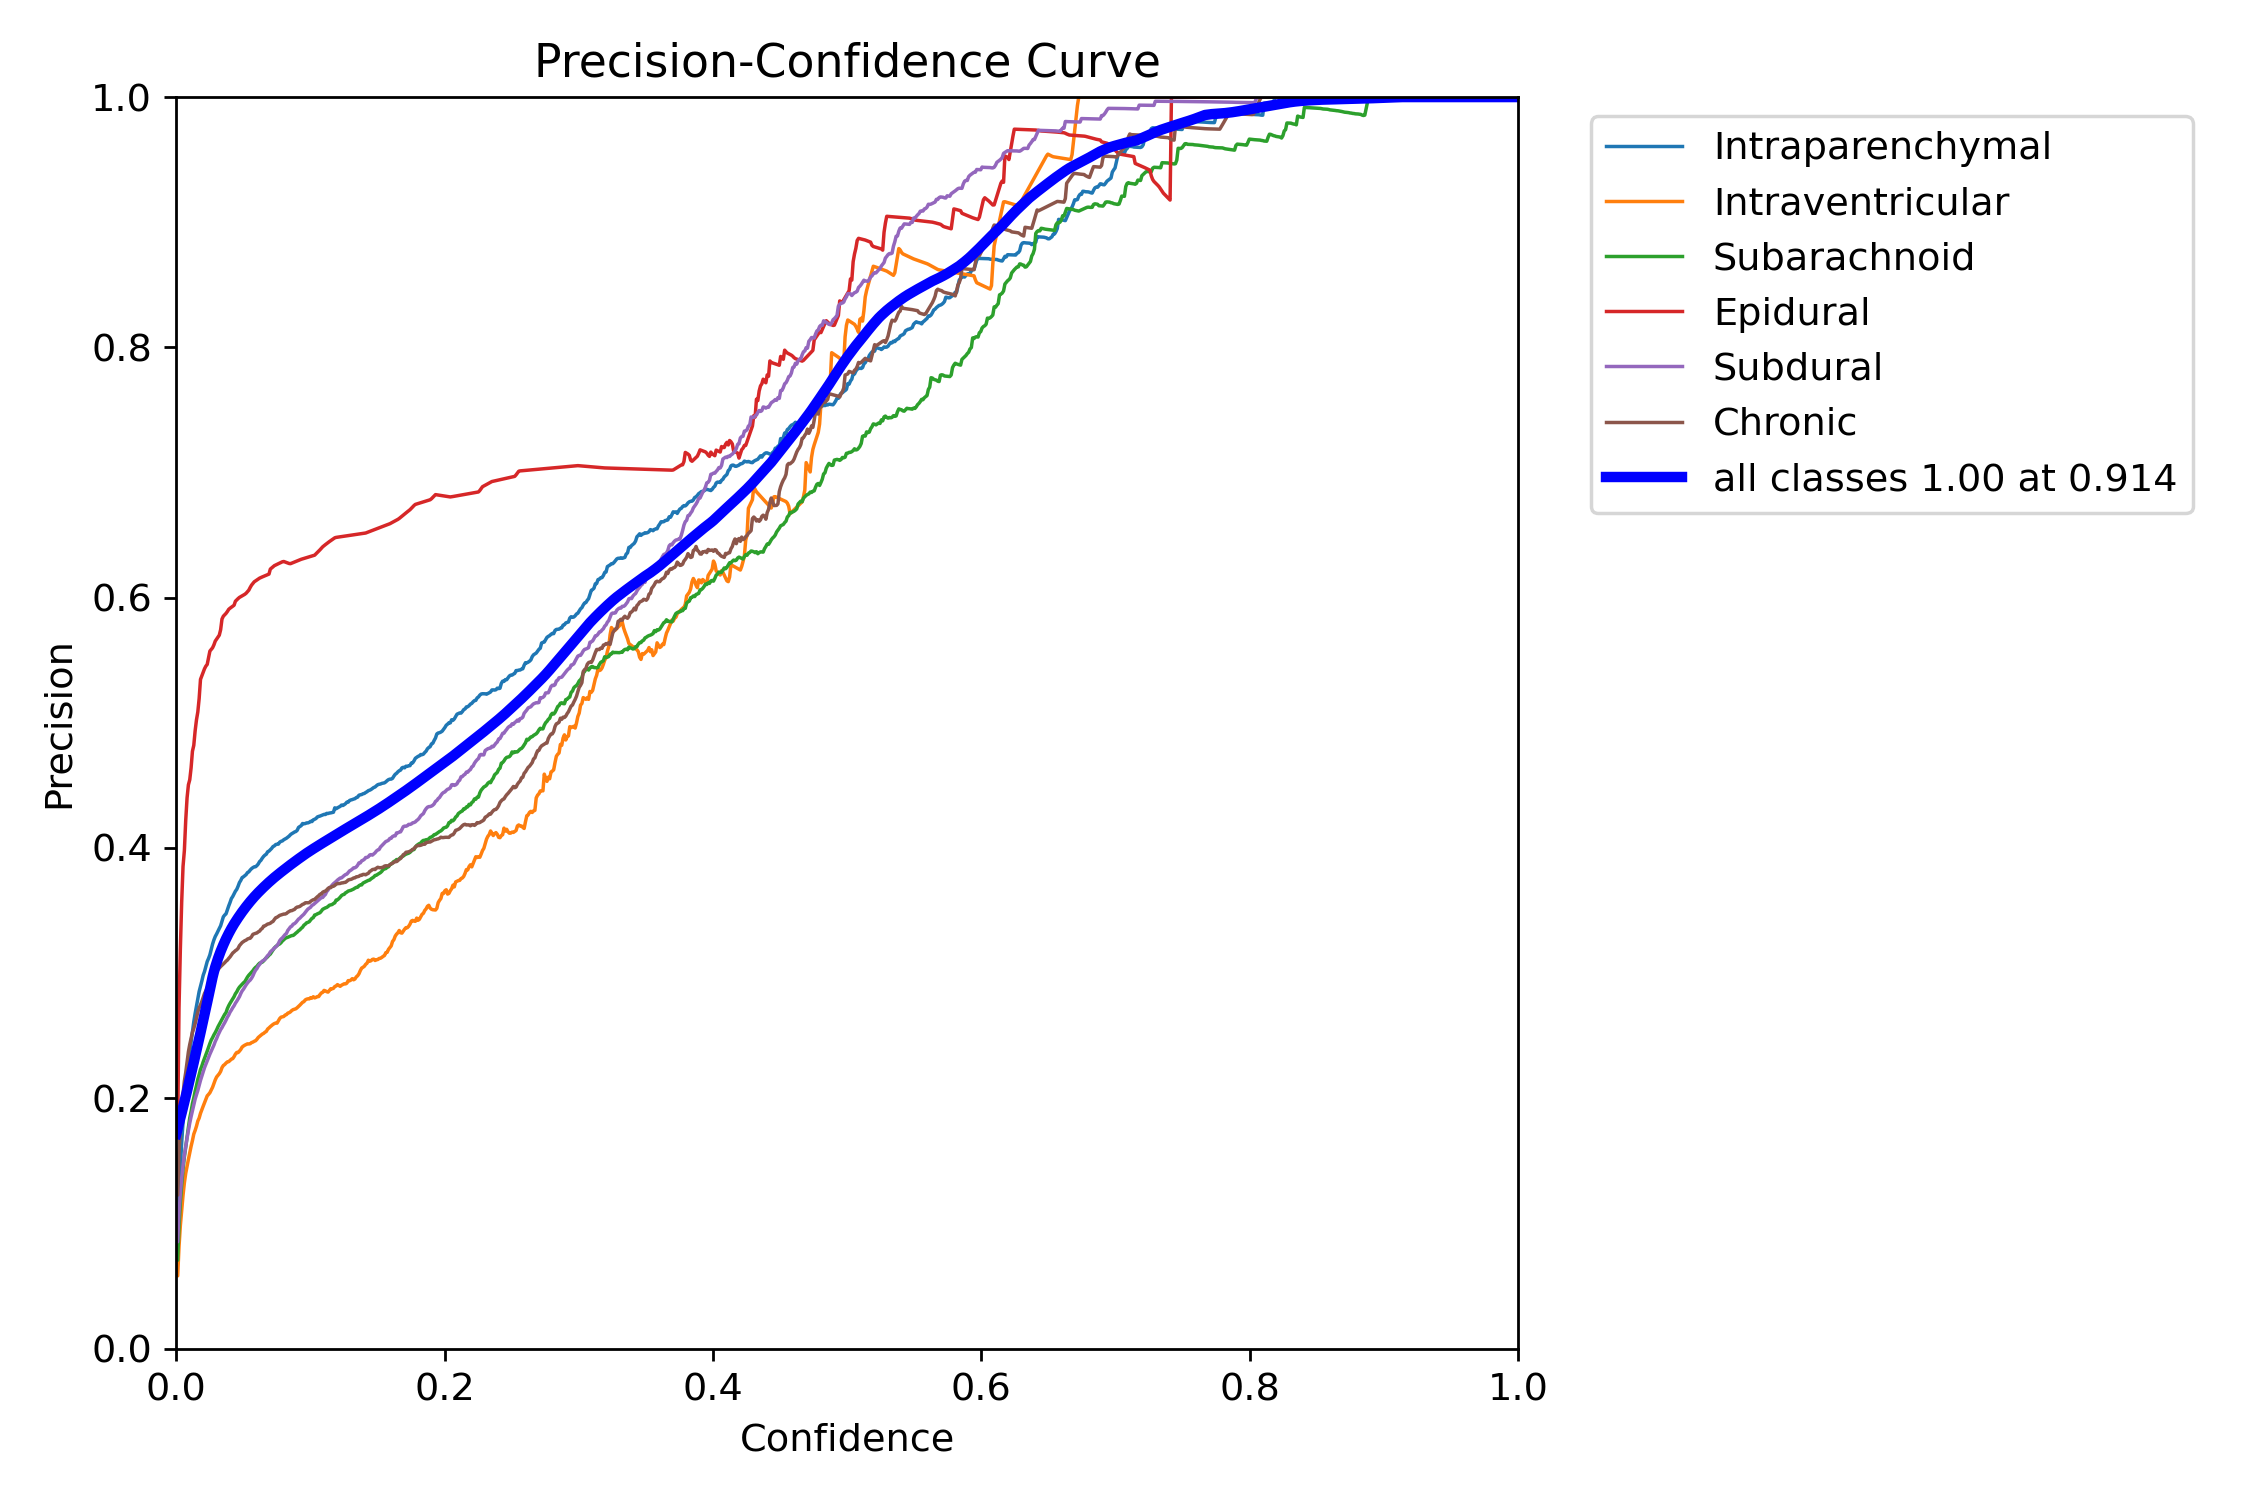 Precision-Confidence Curve
1.0
0.8
0.6
0.4
0.2
0.0
Precision
0.0 0.2 0.4 0.6 0.8 1.0
Confidence
Intraparenchymal
Intraventricular
Subarachnoid
Epidural
Subdural
Chronic
all classes 1.00 at 0.914